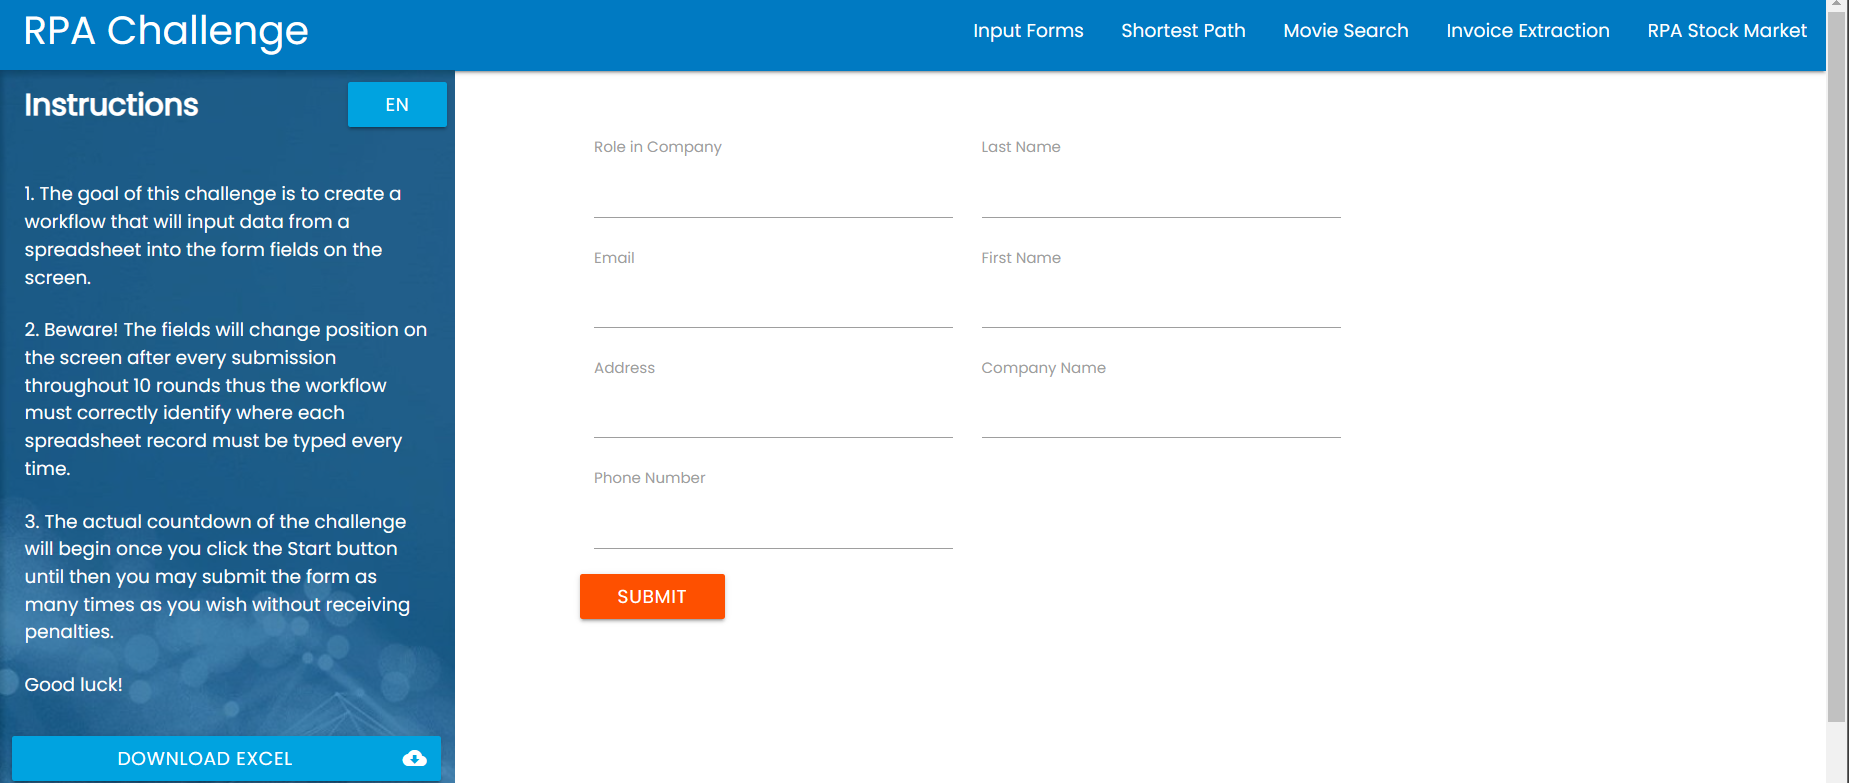 RPA Challenge
Input Forms
Shortest Path
Movie Search
Invoice Extraction
RPA Stock Market
Instructions
EN
1. The goal of this challenge is to create a
workflow that will input data from a
spreadsheet into the form fields on the
screen.
2. Beware! The fields will change position on
the screen after every submission
throughout 10 rounds thus the workflow
must correctly identify where each
spreadsheet record must be typed every
time.
3. The actual countdown of the challenge
will begin once you click the Start button
until then you may submit the form as
many times as you wish without receiving
penalties.
Good luck!
DOWNLOAD EXCEL
Role in Company
Last Name
Email
First Name
Address
Company Name
Phone Number
SUBMIT